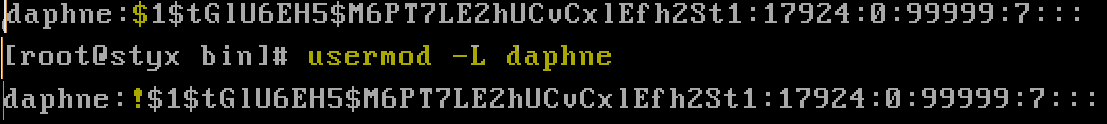 daphne:$1$tGlU6EH5$M6PT7LE2hUCvCxlEfh2St1:17924:0:99999:7:::
[root@styx bin]# usermod -L daphne
daphne:!$1$tGlU6EH5$M6PT7LE2hUCvCxlEfh2St1:17924:0:99999:7:::